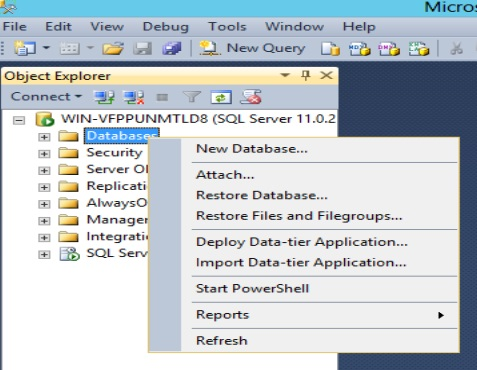 Micros
File Edit View Debug Tools Window Help
New Query
Object Explorer
Connect
WIN-VFPPUNMTLD8 (SQL Server 11.0.2
Databases
Security
Server Ob
Replicati
AlwaysO
Manager
Integrati
SQL Serv
New Database...
Attach...
Restore Database...
Restore Files and Filegroups...
Deploy Data-tier Application...
Import Data-tier Application...
Start PowerShell
Reports
Refresh